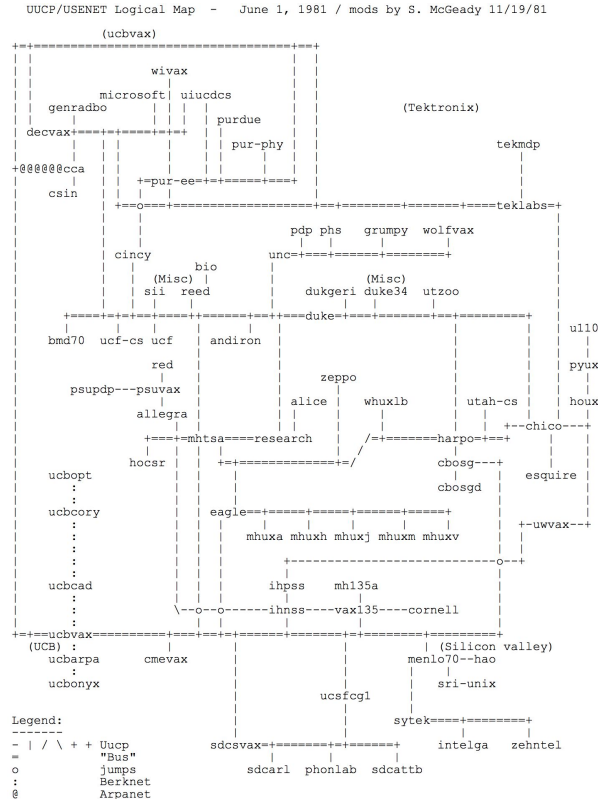 UUCP/USENET Logical Map - June 1, 1981 / mods by S. McGeady 11/19/81
(ucbvax)
wivax
microsoft uiucdcs
genradbo (Tektronix)
purdue
decvax
pur-phy tekmdp
@@@@@@cca
pur-ee
csin
o teklabs
pdp phs grumpy wolfvax
cincy unc
bio
(Misc) (Misc)
sii reed dukgeri duke34 utzoo
duke
u110
bmd70 ucf-cs ucf andiron
red pyux
zeppo
psupdp---psuvax
alice whuxlb utah-cs houx
allegra
chico
mhtsa research harpo
hocsr cbosg
ucbopt esquire
cbosgd
ucbcory eagle
uwvax
mhuxa mhuxh mhuxj mhuxm mhuxv
o
ucbcad ihpss mh135a
o o ihnss----vax135----cornell
ucbvax
(UCB) (Silicon valley)
ucbarpa cmevax menlo70--hao
ucbonyx sri-unix
ucsfcg1
Legend: sytek
- | / \ + + Uucp sdcsvax intelga zehntel
= "Bus"
o jumps sdcarl phonlab sdcattb
: Berknet
@ Arpanet